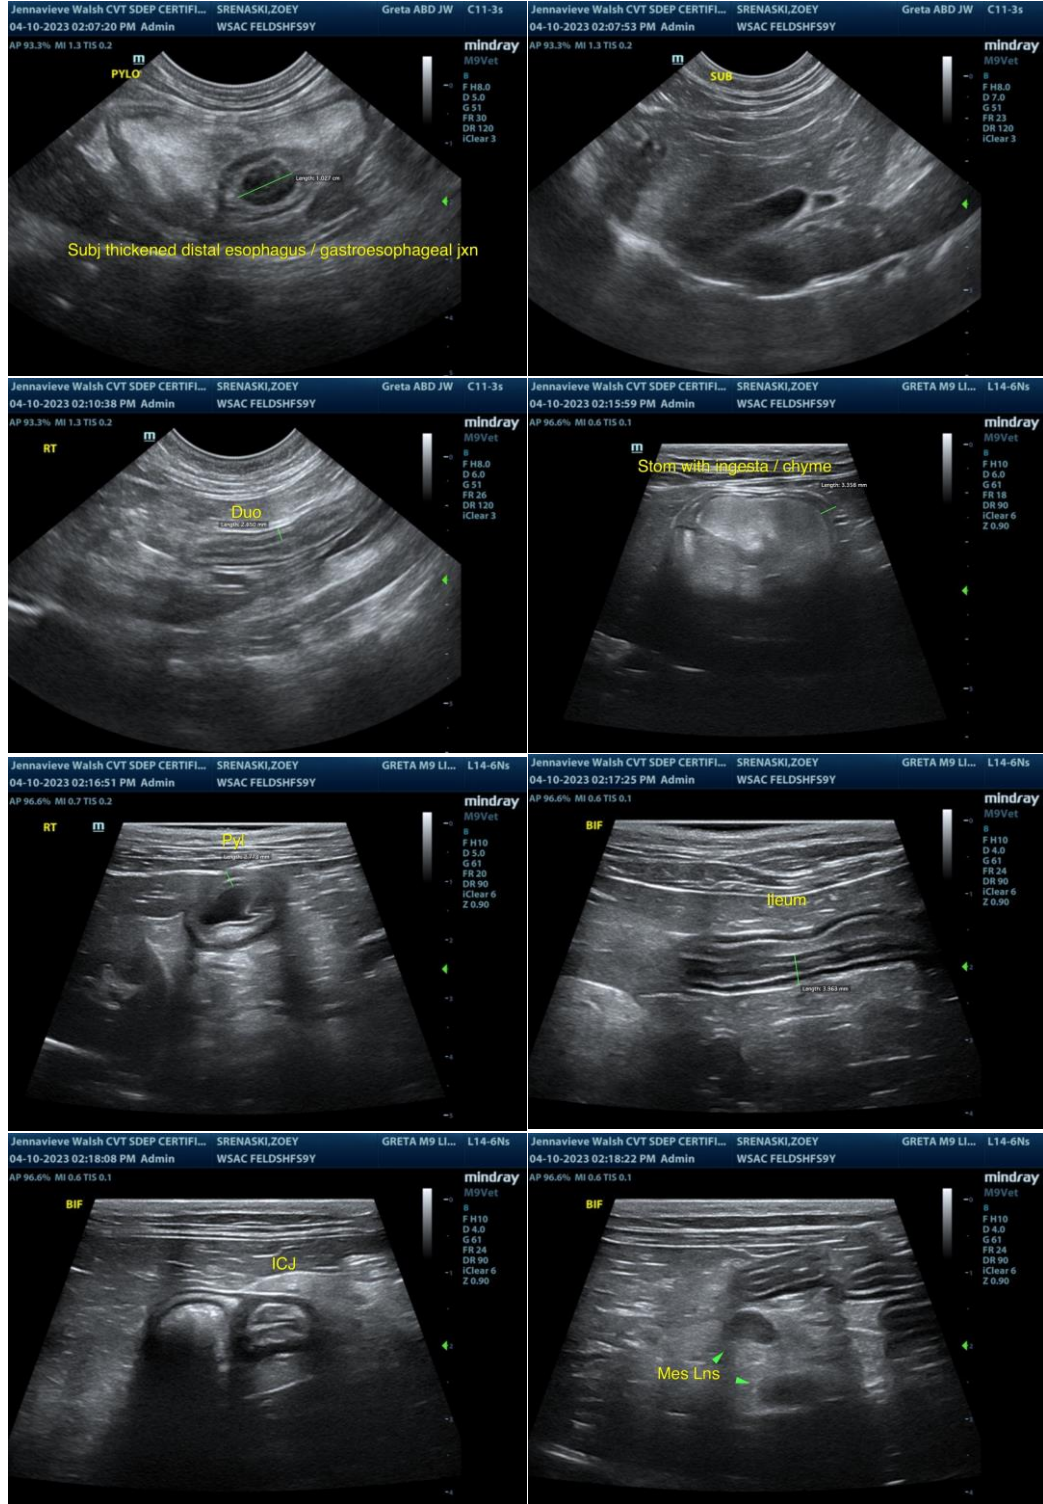 Jennavieve Walsh CVT SDEP CERTIFI... SRENASKI,ZOEY Greta ABD JW C11-3s
04-10-2023 02:07:20 PM Admin WSAC FELDSHFS9Y
AP 93.3% MI 1.3 TIS 0.2
mindray
M9Vet
m
PYLO
B
F H8.0
D 5.0
G 51
FR 30
DR 120
iClear 3
Length: 1.027 cm
Subj thickened distal esophagus / gastroesophageal jxn
Jennavieve Walsh CVT SDEP CERTIFI... SRENASKI,ZOEY Greta ABD JW C11-3s
04-10-2023 02:07:53 PM Admin WSAC FELDSHFS9Y
AP 93.3% MI 1.3 TIS 0.2
mindray
M9Vet
m
SUB
B
F H8.0
D 7.0
G 51
FR 23
DR 120
iClear 3
Jennavieve Walsh CVT SDEP CERTIFI... SRENASKI,ZOEY Greta ABD JW C11-3s
04-10-2023 02:10:38 PM Admin WSAC FELDSHFS9Y
AP 93.3% MI 1.3 TIS 0.2
mindray
M9Vet
m
RT
B
F H8.0
D 6.0
G 51
FR 26
DR 120
iClear 3
Duo
Jennavieve Walsh CVT SDEP CERTIFI... SRENASKI,ZOEY GRETA M9 LI... L14-6Ns
04-10-2023 02:15:59 PM Admin WSAC FELDSHFS9Y
AP 96.6% MI 0.6 TIS 0.1
mindray
M9Vet
m
B
F H10
D 6.0
G 61
FR 18
DR 90
iClear 6
Z 0.90
Stom with ingesta / chyme
Length: 3.358 mm
Jennavieve Walsh CVT SDEP CERTIFI... SRENASKI,ZOEY GRETA M9 LI... L14-6Ns
04-10-2023 02:16:51 PM Admin WSAC FELDSHFS9Y
AP 96.6% MI 0.7 TIS 0.2
mindray
M9Vet
RT
m
B
F H10
D 5.0
G 61
FR 20
DR 90
iClear 6
Z 0.90
Pyl
Jennavieve Walsh CVT SDEP CERTIFI... SRENASKI,ZOEY GRETA M9 LI... L14-6Ns
04-10-2023 02:17:25 PM Admin WSAC FELDSHFS9Y
AP 96.6% MI 0.6 TIS 0.1
mindray
M9Vet
BIF
B
F H10
D 4.0
G 61
FR 24
DR 90
iClear 6
Z 0.90
Ileum
Length: 3.363 mm
Jennavieve Walsh CVT SDEP CERTIFI... SRENASKI,ZOEY GRETA M9 LI... L14-6Ns
04-10-2023 02:18:08 PM Admin WSAC FELDSHFS9Y
AP 96.6% MI 0.6 TIS 0.1
mindray
M9Vet
BIF
B
F H10
D 4.0
G 61
FR 24
DR 90
iClear 6
Z 0.90
ICJ
Jennavieve Walsh CVT SDEP CERTIFI... SRENASKI,ZOEY GRETA M9 LI... L14-6Ns
04-10-2023 02:18:22 PM Admin WSAC FELDSHFS9Y
AP 96.6% MI 0.6 TIS 0.1
mindray
M9Vet
BIF
B
F H10
D 4.0
G 61
FR 24
DR 90
iClear 6
Z 0.90
Mes Lns